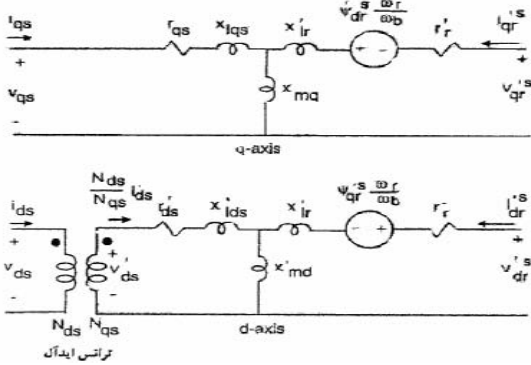 i_qs r_qs x_lqs x'_lr ψ'_dr^s ω_r/ω_b r'_r i'_qr^s
+ + - +
v_qs x_mq v'_qr^s
- -
q-axis
N_ds/N_qs i_ds
i_ds r'_ds x'_lds x'_lr ψ'_qr^s ω_r/ω_b r'_r i'_dr^s
+ + - + +
v_ds v'_ds x'_md v'_dr^s
- - -
N_ds N_qs d-axis
ترانس ایدآل